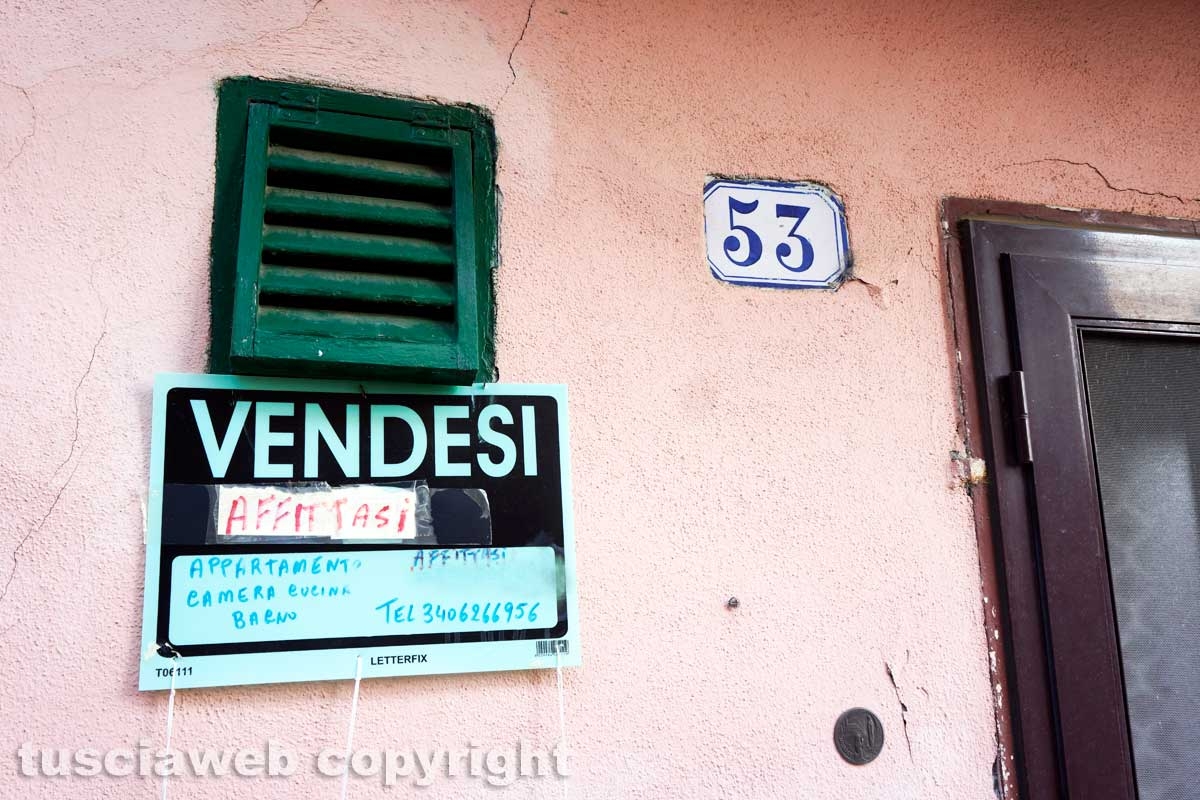 53
VENDESI
AFFITTASI
APPARTAMENTO AFFITTASI
CAMERA CUCINA
BAGNO TEL 3406266956
T06111 LETTERFIX
tusciaweb copyright